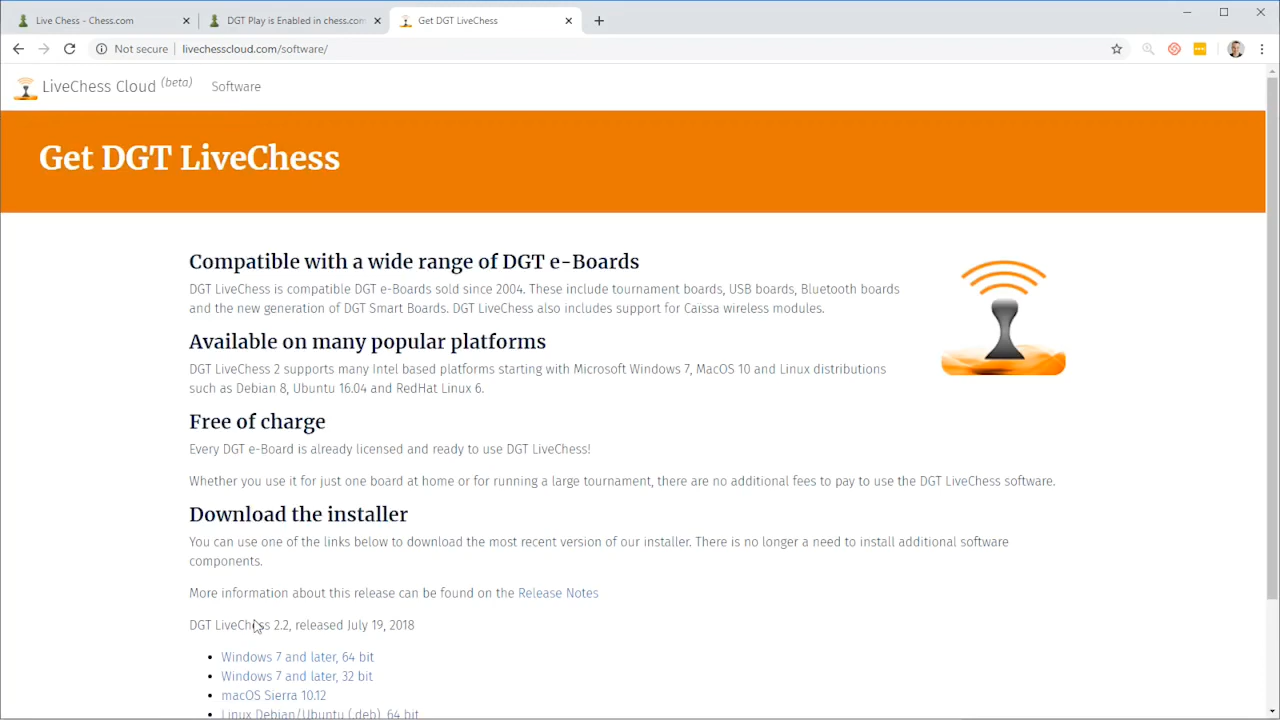 Live Chess - Chess.com
DGT Play is Enabled in chess.com
Get DGT LiveChess
Not secure
livechesscloud.com/software/
LiveChess Cloud (beta)
Software
Get DGT LiveChess
Compatible with a wide range of DGT e-Boards
DGT LiveChess is compatible DGT e-Boards sold since 2004. These include tournament boards, USB boards, Bluetooth boards
and the new generation of DGT Smart Boards. DGT LiveChess also includes support for Caïssa wireless modules.
Available on many popular platforms
DGT LiveChess 2 supports many Intel based platforms starting with Microsoft Windows 7, MacOS 10 and Linux distributions
such as Debian 8, Ubuntu 16.04 and RedHat Linux 6.
Free of charge
Every DGT e-Board is already licensed and ready to use DGT LiveChess!
Whether you use it for just one board at home or for running a large tournament, there are no additional fees to pay to use the DGT LiveChess software.
Download the installer
You can use one of the links below to download the most recent version of our installer. There is no longer a need to install additional software
components.
More information about this release can be found on the Release Notes
DGT LiveChess 2.2, released July 19, 2018
Windows 7 and later, 64 bit
Windows 7 and later, 32 bit
macOS Sierra 10.12
Linux Debian/Ubuntu (.deb), 64 bit